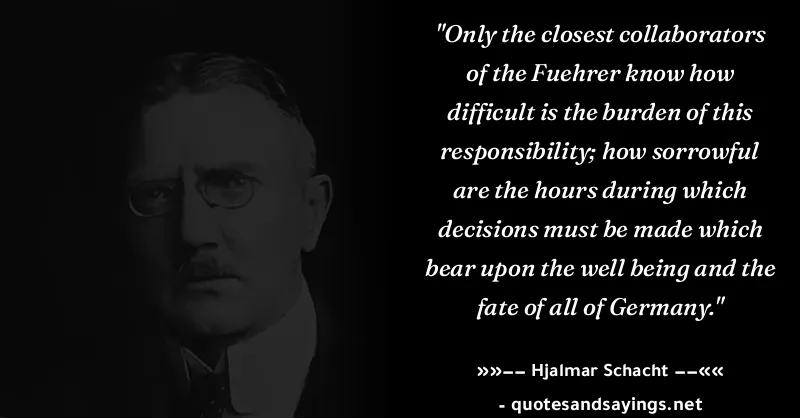 "Only the closest collaborators
of the Fuehrer know how
difficult is the burden of this
responsibility; how sorrowful
are the hours during which
decisions must be made which
bear upon the well being and the
fate of all of Germany."
»»–– Hjalmar Schacht ––««
- quotesandsayings.net